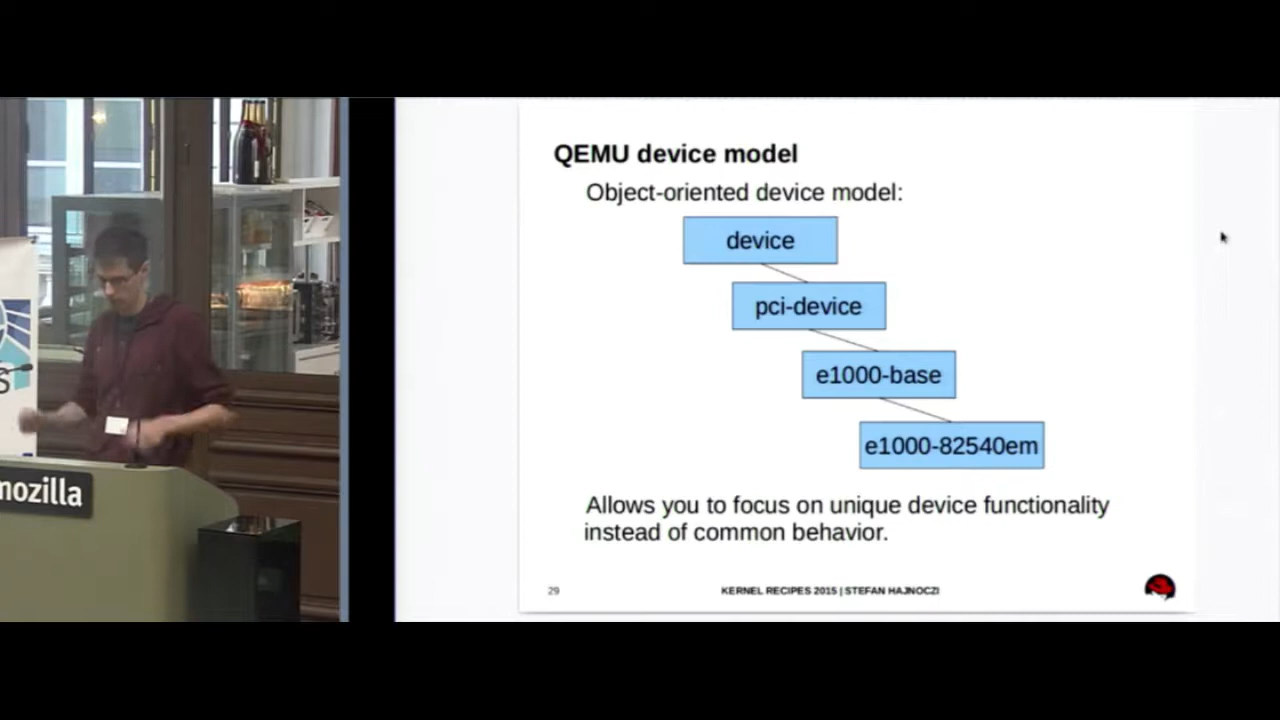 QEMU device model
Object-oriented device model:
device
pci-device
e1000-base
e1000-82540em
Allows you to focus on unique device functionality
instead of common behavior.
29
KERNEL RECIPES 2015 | STEFAN HAJNOCZI
mozilla